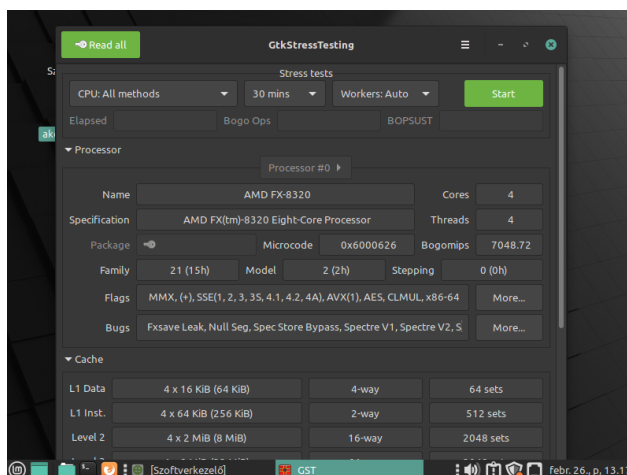 Read all
GtkStressTesting
Stress tests
CPU: All methods 30 mins Workers: Auto Start
Elapsed Bogo Ops BOPSUST
Processor
Processor #0
Name AMD FX-8320 Cores 4
Specification AMD FX(tm)-8320 Eight-Core Processor Threads 4
Package Microcode 0x6000626 Bogomips 7048.72
Family 21 (15h) Model 2 (2h) Stepping 0 (0h)
Flags MMX, (+), SSE(1, 2, 3, 3S, 4.1, 4.2, 4A), AVX(1), AES, CLMUL, x86-64 More...
Bugs Fxsave Leak, Null Seg, Spec Store Bypass, Spectre V1, Spectre V2, More...
Cache
L1 Data 4 x 16 KiB (64 KiB) 4-way 64 sets
L1 Inst. 4 x 64 KiB (256 KiB) 2-way 512 sets
Level 2 4 x 2 MiB (8 MiB) 16-way 2048 sets
[Szoftverkezelő] GST febr. 26., p, 13.1